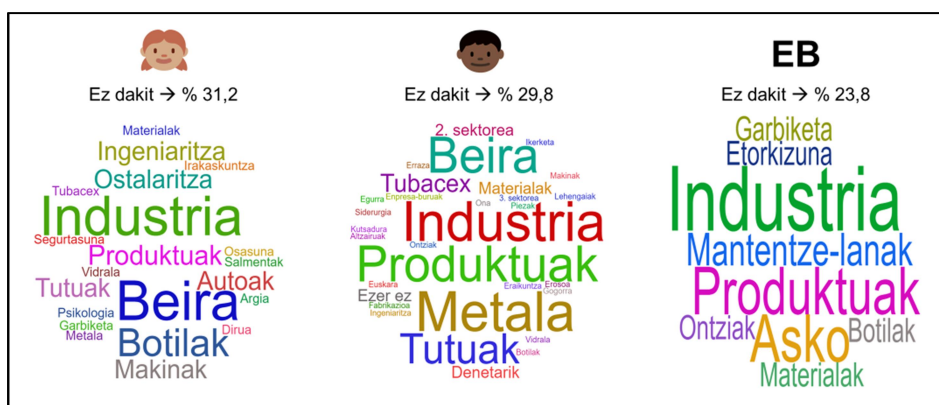 Ez dakit → % 31,2
Materialak
Ingeniaritza
Irakaskuntza
Ostalaritza
Tubacex
Industria
Segurtasuna
Produktuak
Osasuna
Salmentak
Vidrala
Autoak
Tutuak
Beira
Argia
Psikologia
Garbiketa
Metala
Dirua
Botilak
Makinak
Ez dakit → % 29,8
2. sektorea
Ikerketa
Beira
Erraza
Makinak
Tubacex
Materialak
Egurra
Enpresa-buruak
Ona
3. sektorea
Lehengaiak
Piezak
Siderurgia
Industria
Kutsadura
Altzairuak
Ontziak
Produktuak
Euskara
Eraikuntza
Erosoa
Gogorra
Ezer ez
Fabrikazioa
Ingeniaritza
Metala
Tutuak
Vidrala
Botilak
Denetarik
EB
Ez dakit → % 23,8
Garbiketa
Etorkizuna
Industria
Mantentze-lanak
Produktuak
Ontziak
Asko
Botilak
Materialak